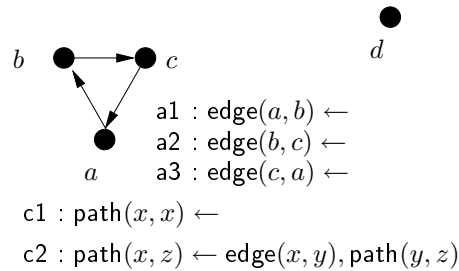 b
c
d
a
a1 : edge(a, b) ←
a2 : edge(b, c) ←
a3 : edge(c, a) ←
c1 : path(x, x) ←
c2 : path(x, z) ← edge(x, y), path(y, z)